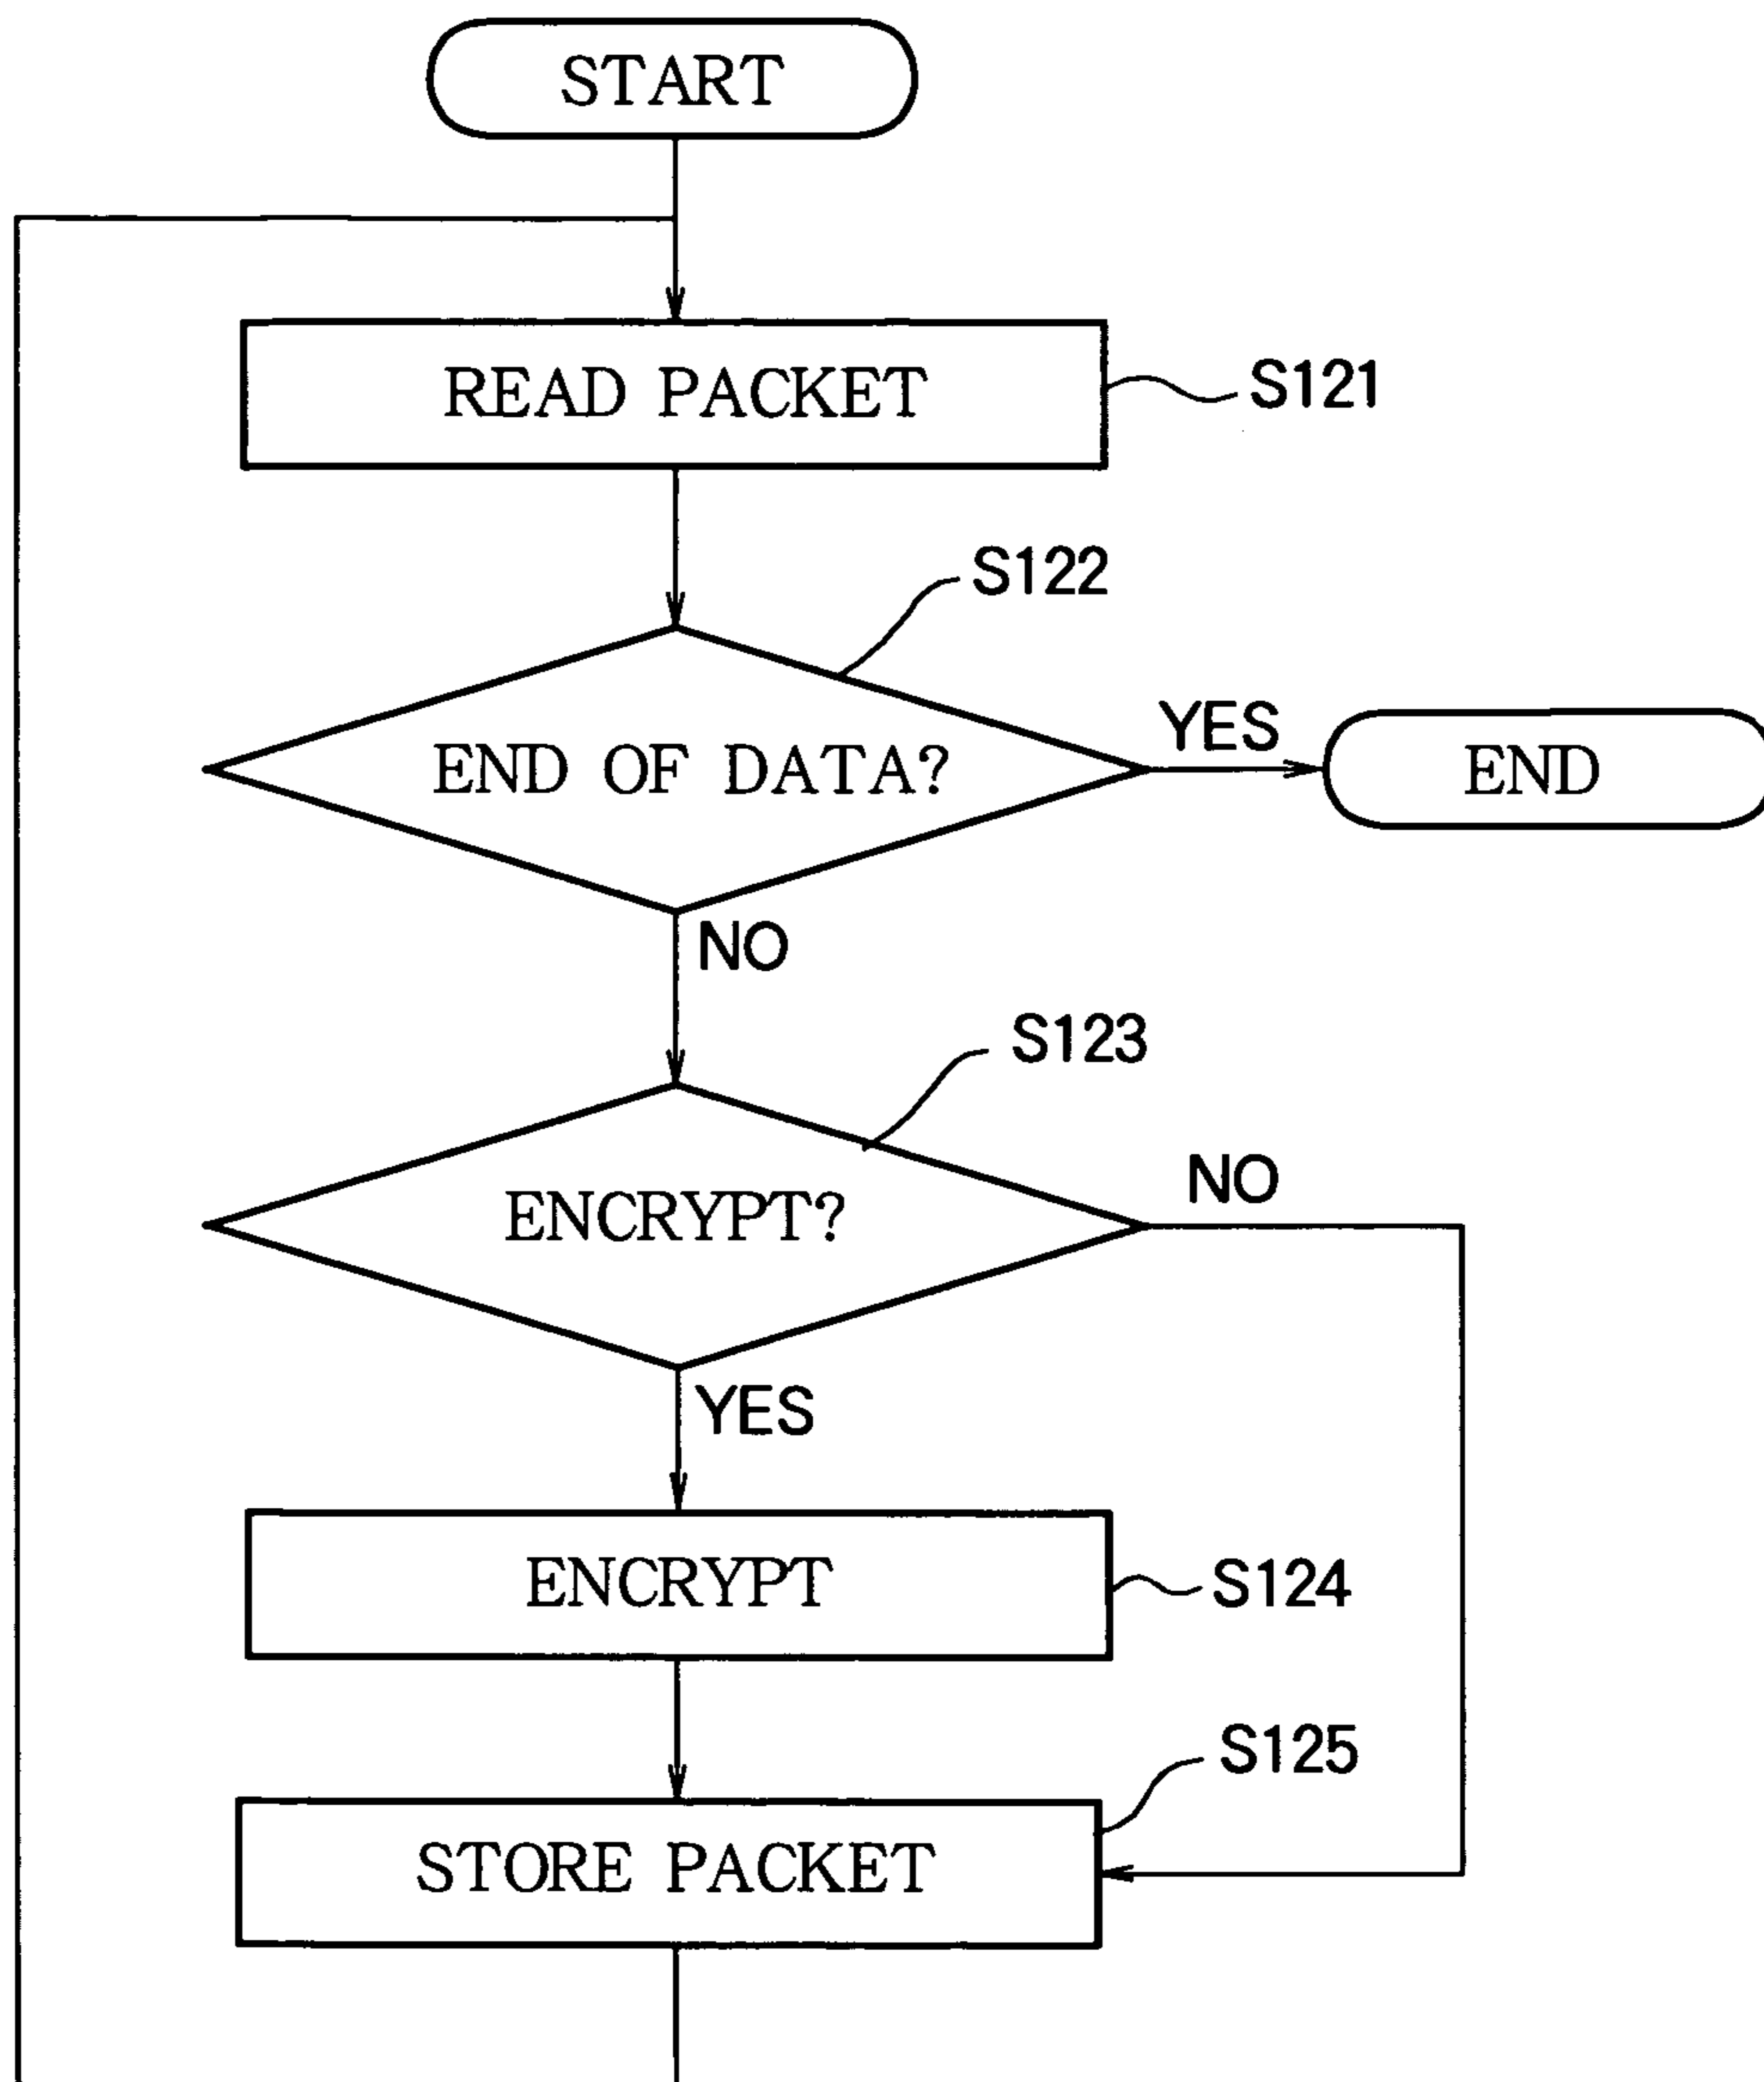 START
READ PACKET
S121
S122
END OF DATA?
YES
END
NO
S123
ENCRYPT?
NO
YES
ENCRYPT
S124
S125
STORE PACKET